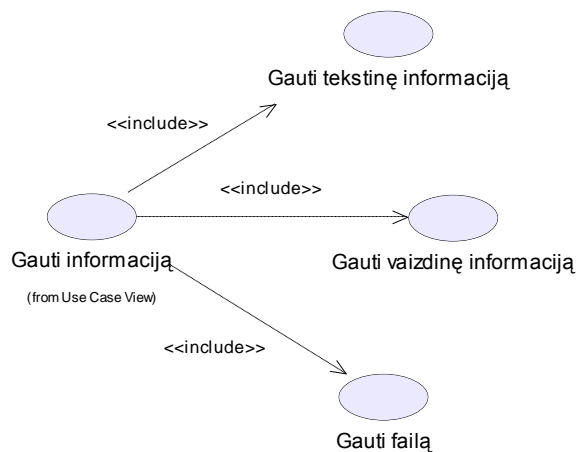 Gauti tekstinę informaciją
<<include>>
<<include>>
Gauti informaciją
Gauti vaizdinę informaciją
(from Use Case View)
<<include>>
Gauti failą